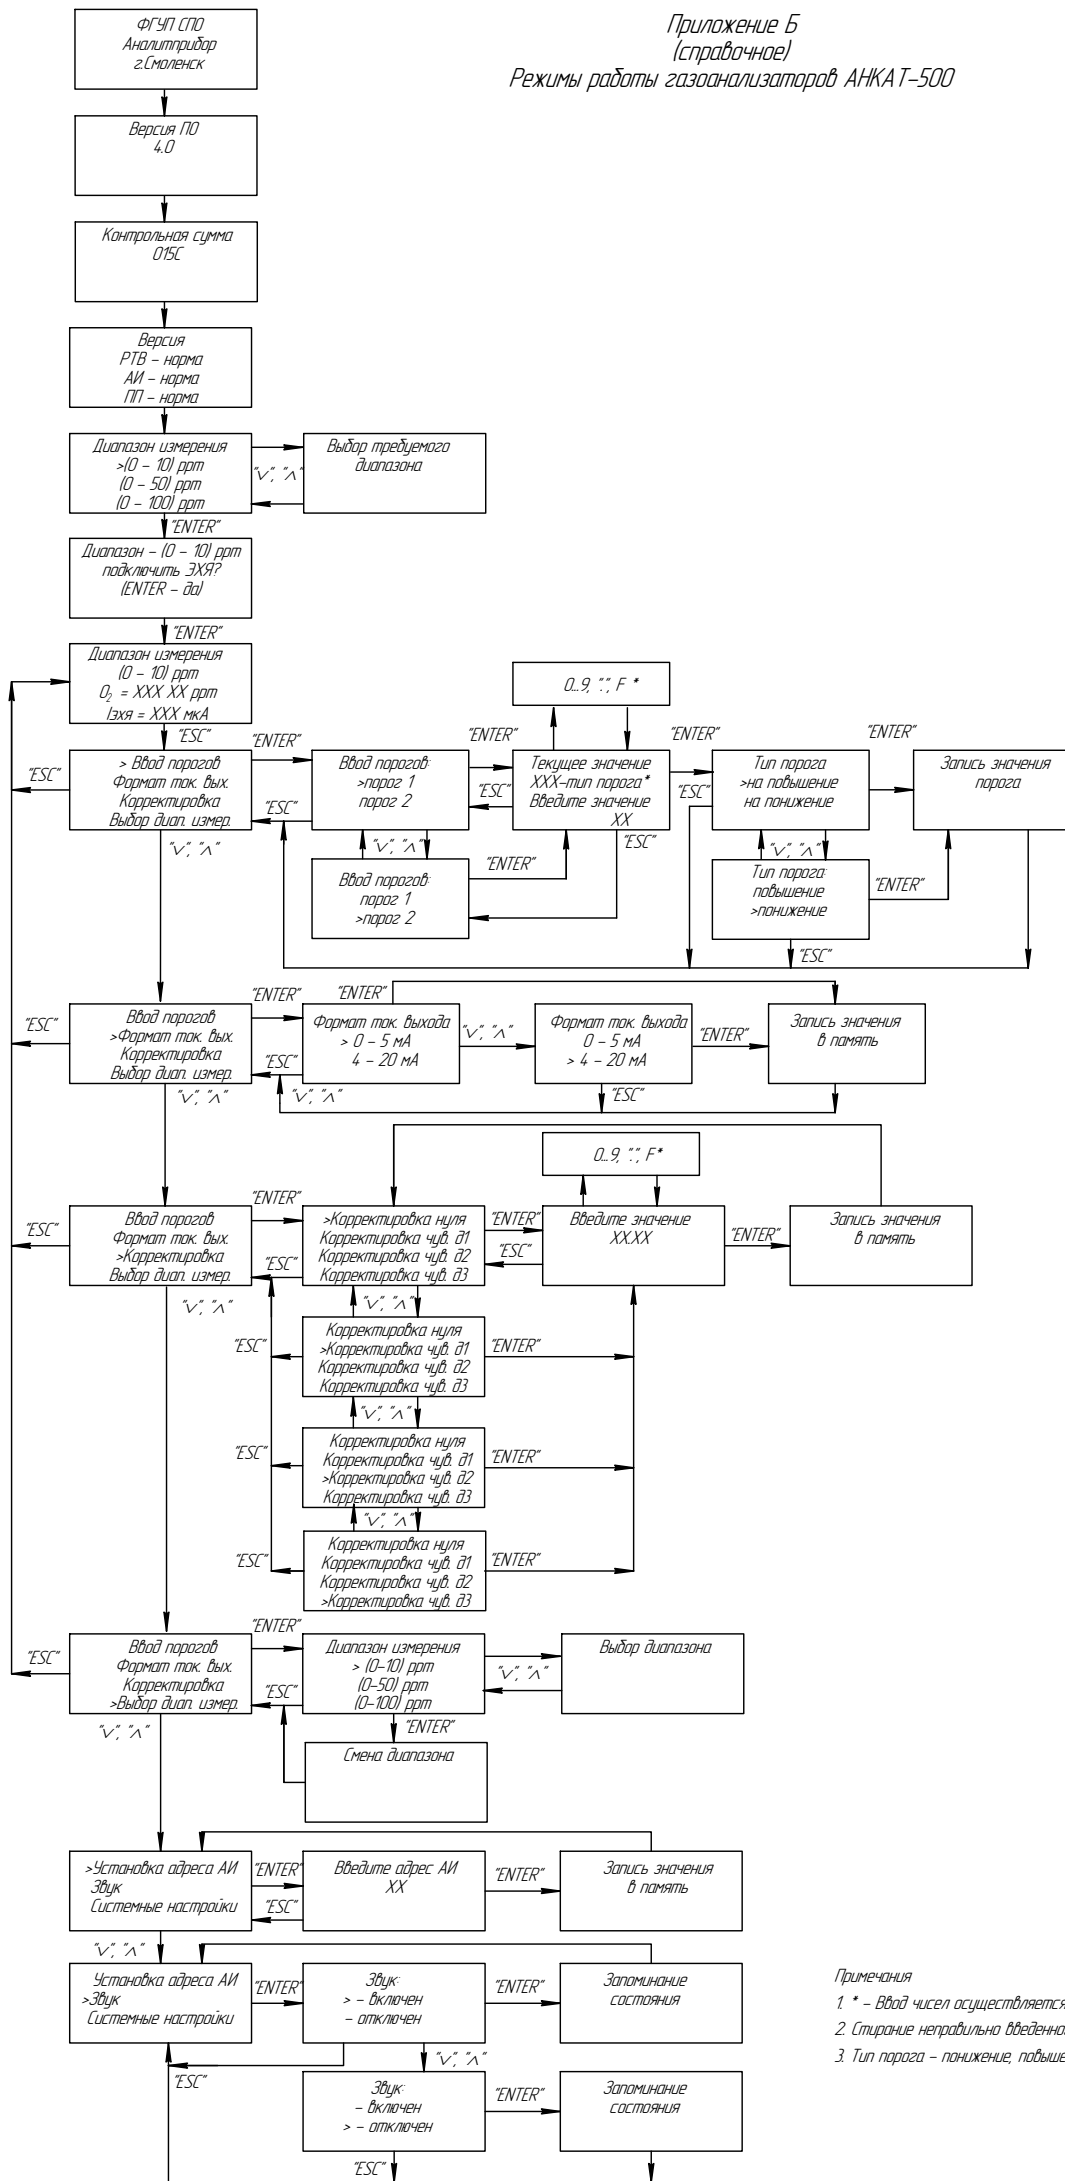 Приложение Б
(справочное)
Режимы работы газоанализаторов АНКАТ-500
ФГУП СПО
Аналитприбор
г.Смоленск
Версия ПО
4.0
Контрольная сумма
015C
Версия
РТВ – норма
АИ – норма
ПП – норма
Диапазон измерения
>(0 – 10) ppm
(0 – 50) ppm
(0 – 100) ppm
"∨", "∧"
Выбор требуемого
диапазона
"ENTER"
Диапазон – (0 – 10) ppm
подключить ЭХЯ?
(ENTER – да)
"ENTER"
Диапазон измерения
(0 – 10) ppm
O₂ = XXX XX ppm
Iэхя = XXX мкА
"ESC"
0...9, ".", F *
"ESC"
> Ввод порогов
Формат ток. вых.
Корректировка
Выбор диап. измер.
"ENTER"
"ESC"
Ввод порогов:
>порог 1
порог 2
"ENTER"
"ESC"
Текущее значение
XXX-тип порога*
Введите значение
XX
"ENTER"
"ESC"
Тип порога
>на повышение
на понижение
"ENTER"
Запись значения
порога
"∨", "∧"
"∨", "∧"
"ESC"
"∨", "∧"
Ввод порогов:
порог 1
>порог 2
"ENTER"
Тип порога:
повышение
>понижение
"ENTER"
"ESC"
"ESC"
Ввод порогов
>Формат ток. вых.
Корректировка
Выбор диап. измер.
"ENTER"
"ESC"
"ENTER"
Формат ток. выхода
> 0 – 5 мА
4 – 20 мА
"∨", "∧"
Формат ток. выхода
0 – 5 мА
> 4 – 20 мА
"ENTER"
Запись значения
в память
"∨", "∧"
"∨", "∧"
"ESC"
0...9, ".", F*
"ESC"
Ввод порогов
Формат ток. вых.
>Корректировка
Выбор диап. измер.
"ENTER"
"ESC"
>Корректировка нуля
Корректировка чув. д1
Корректировка чув. д2
Корректировка чув. д3
"ENTER"
"ESC"
Введите значение
XX.XX
"ENTER"
Запись значения
в память
"∨", "∧"
"∨", "∧"
"ESC"
Корректировка нуля
>Корректировка чув. д1
Корректировка чув. д2
Корректировка чув. д3
"ENTER"
"∨", "∧"
"ESC"
Корректировка нуля
Корректировка чув. д1
>Корректировка чув. д2
Корректировка чув. д3
"ENTER"
"∨", "∧"
"ESC"
Корректировка нуля
Корректировка чув. д1
Корректировка чув. д2
>Корректировка чув. д3
"ENTER"
"ESC"
Ввод порогов
Формат ток. вых.
Корректировка
>Выбор диап. измер.
"ENTER"
"ESC"
Диапазон измерения
> (0-10) ppm
(0-50) ppm
(0-100) ppm
"∨", "∧"
Выбор диапазона
"∨", "∧"
"ENTER"
Смена диапазона
>Установка адреса АИ
Звук
Системные настройки
"ENTER"
"ESC"
Введите адрес АИ
XX
"ENTER"
Запись значения
в память
"∨", "∧"
Установка адреса АИ
>Звук
Системные настройки
"ENTER"
Звук:
> – включен
– отключен
"ENTER"
Запоминание
состояния
"ESC"
"∨", "∧"
Звук:
– включен
> – отключен
"ENTER"
Запоминание
состояния
"ESC"
Примечания
1. * – Ввод чисел осуществляется
2. Стирание неправильно
3. Тип порога – понижение,